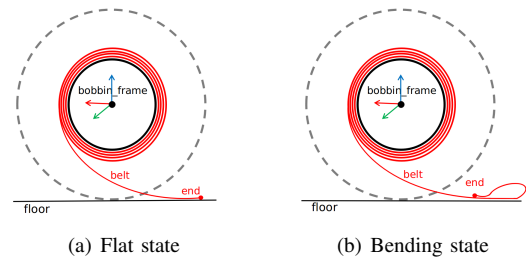 bobbin_frame
belt
end
floor
(a) Flat state
bobbin_frame
belt
end
floor
(b) Bending state